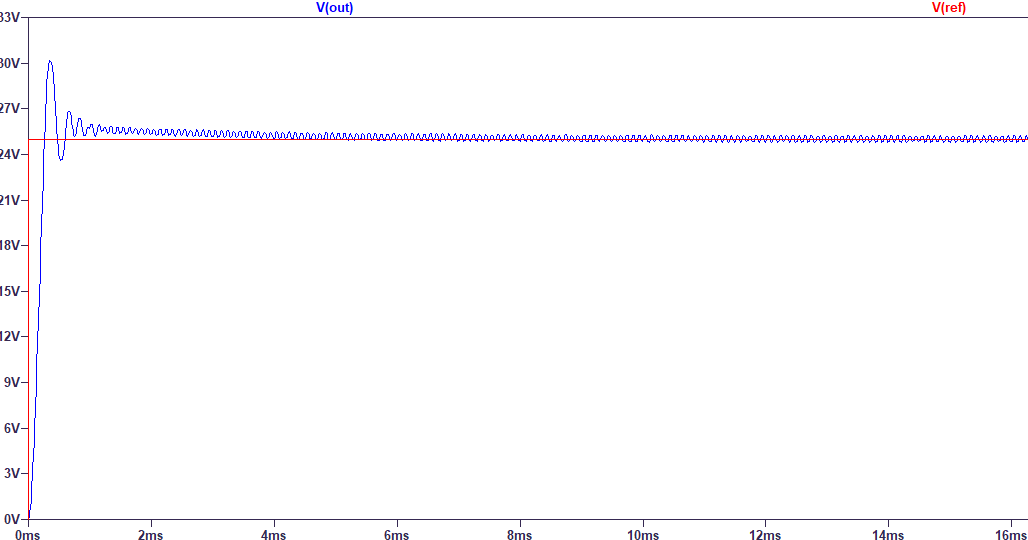 V(out) V(ref)
33V
30V
27V
24V
21V
18V
15V
12V
9V
6V
3V
0V
0ms 2ms 4ms 6ms 8ms 10ms 12ms 14ms 16ms